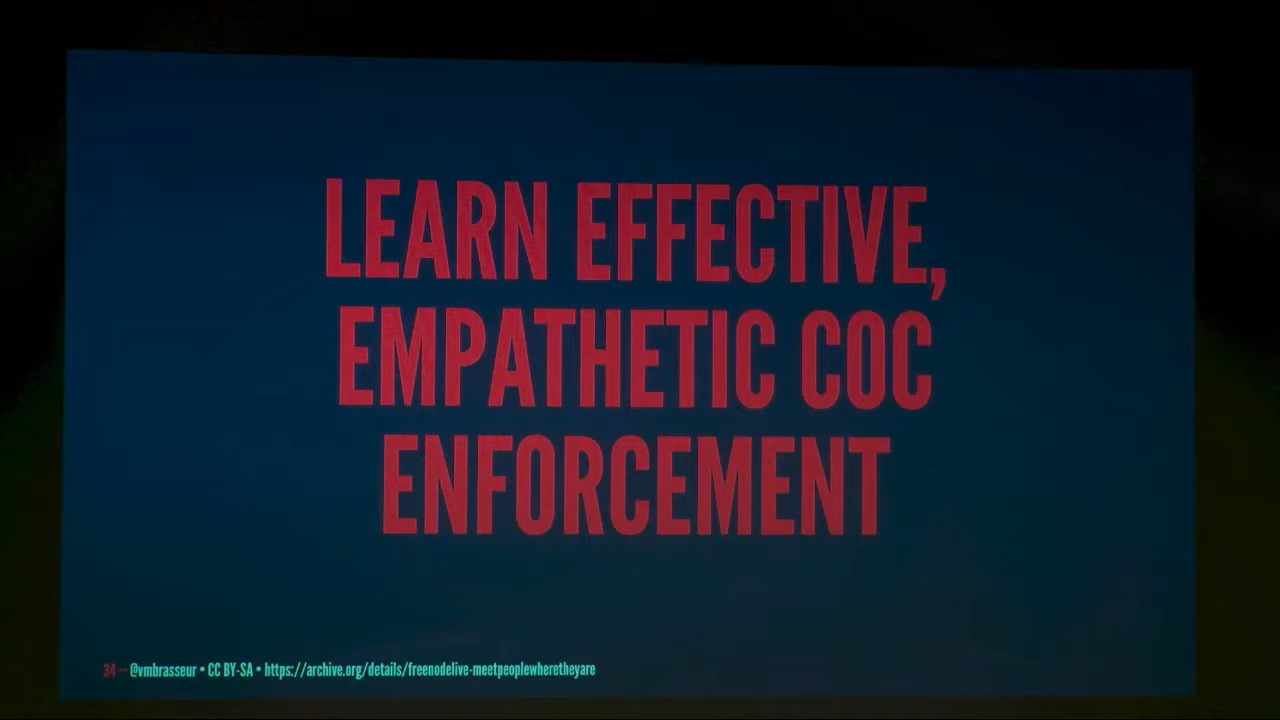 LEARN EFFECTIVE,
EMPATHETIC COC
ENFORCEMENT
34 — @vmbrasseur • CC BY-SA • https://archive.org/details/freenodelive-meetpeoplewheretheyare